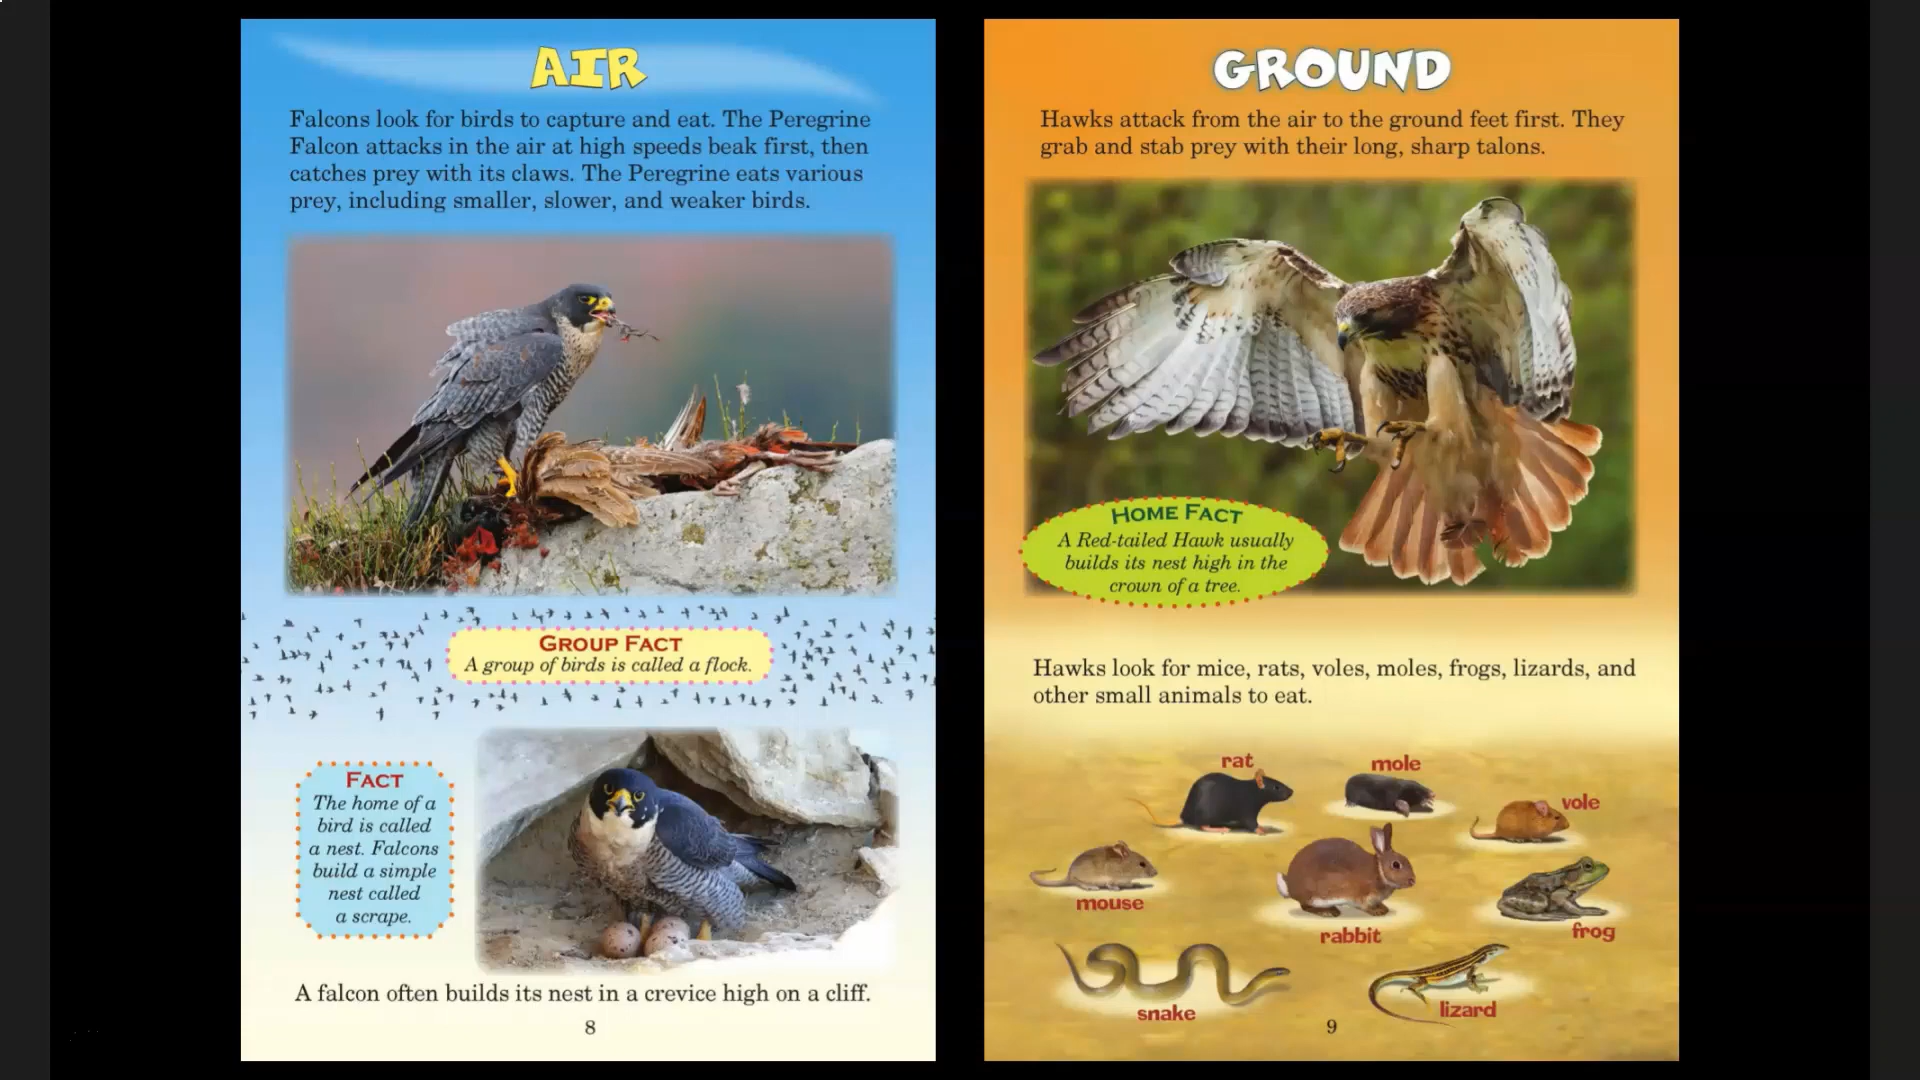 AIR
Falcons look for birds to capture and eat. The Peregrine
Falcon attacks in the air at high speeds beak first, then
catches prey with its claws. The Peregrine eats various
prey, including smaller, slower, and weaker birds.
GROUP FACT
A group of birds is called a flock.
FACT
The home of a
bird is called
a nest. Falcons
build a simple
nest called
a scrape.
A falcon often builds its nest in a crevice high on a cliff.
8
GROUND
Hawks attack from the air to the ground feet first. They
grab and stab prey with their long, sharp talons.
HOME FACT
A Red-tailed Hawk usually
builds its nest high in the
crown of a tree.
Hawks look for mice, rats, voles, moles, frogs, lizards, and
other small animals to eat.
rat
mole
vole
mouse
rabbit
frog
snake
lizard
9